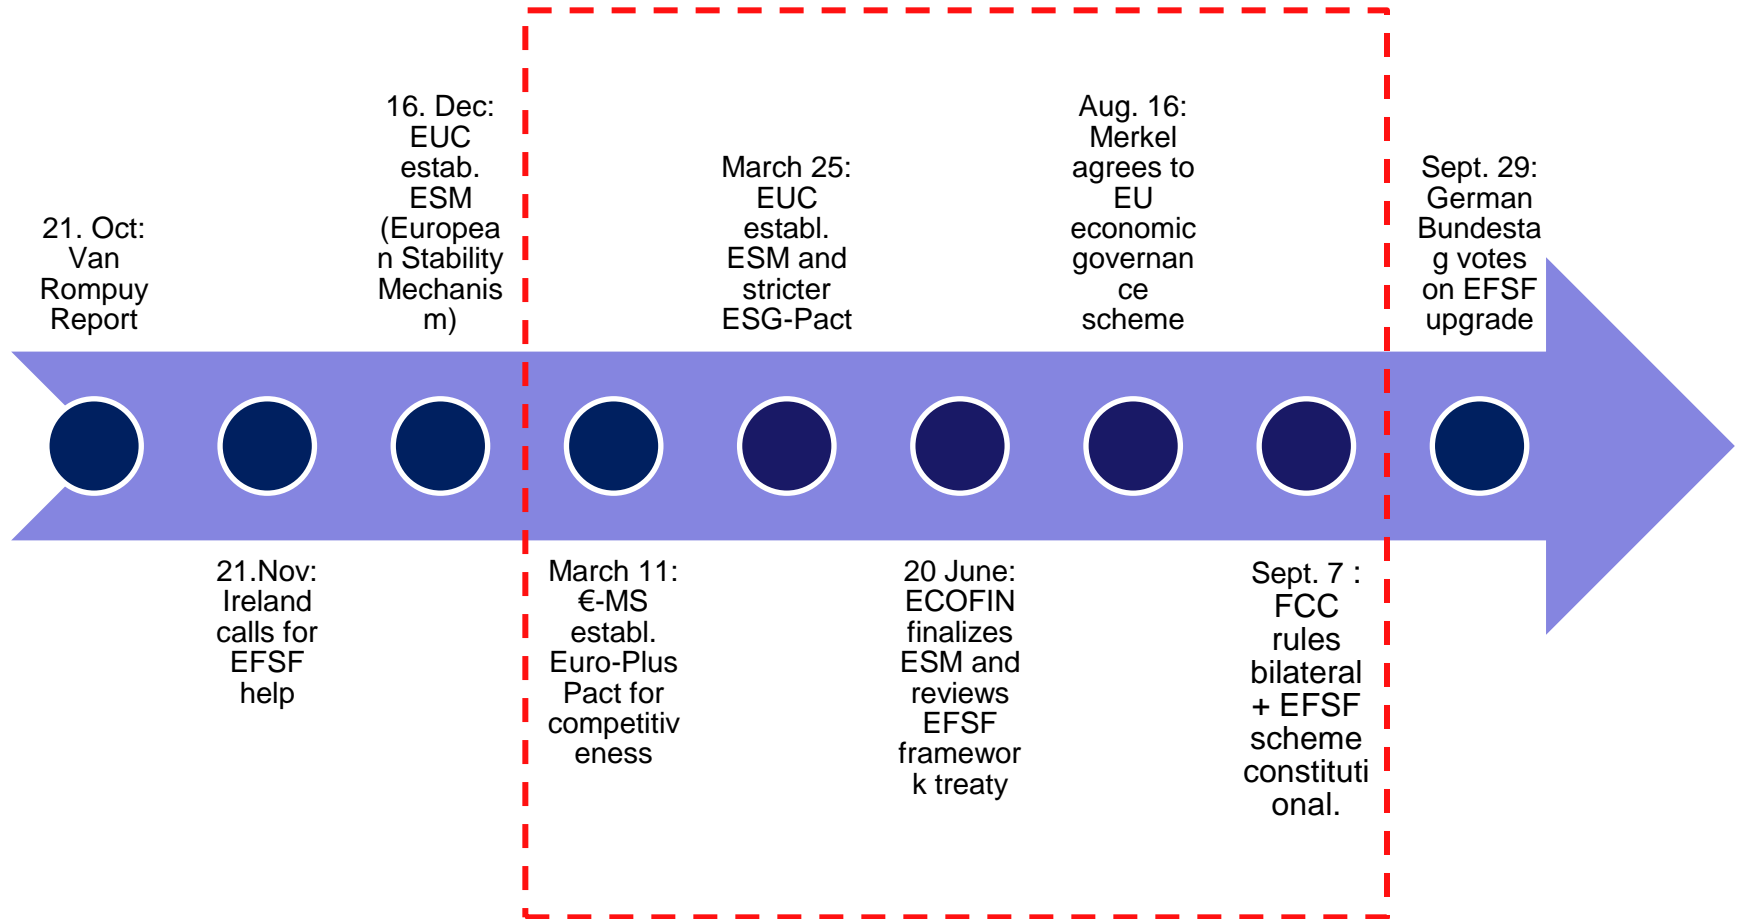 21. Oct:
Van
Rompuy
Report
21.Nov:
Ireland
calls for
EFSF
help
16. Dec:
EUC
estab.
ESM
(Europea
n Stability
Mechanis
m)
March 11:
€-MS
establ.
Euro-Plus
Pact for
competitiv
eness
March 25:
EUC
establ.
ESM and
stricter
ESG-Pact
20 June:
ECOFIN
finalizes
ESM and
reviews
EFSF
framewor
k treaty
Aug. 16:
Merkel
agrees to
EU
economic
governan
ce
scheme
Sept. 7 :
FCC
rules
bilateral
+ EFSF
scheme
constituti
onal.
Sept. 29:
German
Bundesta
g votes
on EFSF
upgrade